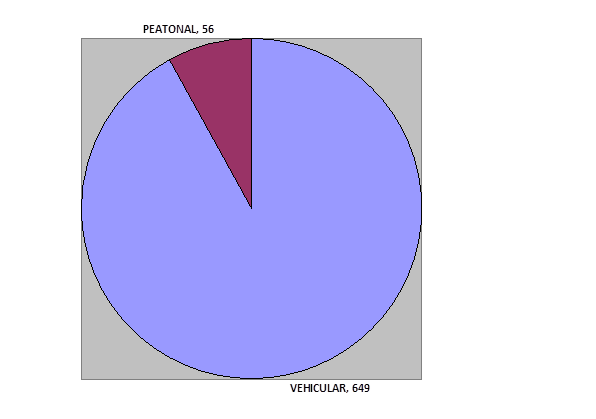 PEATONAL, 56
VEHICULAR, 649